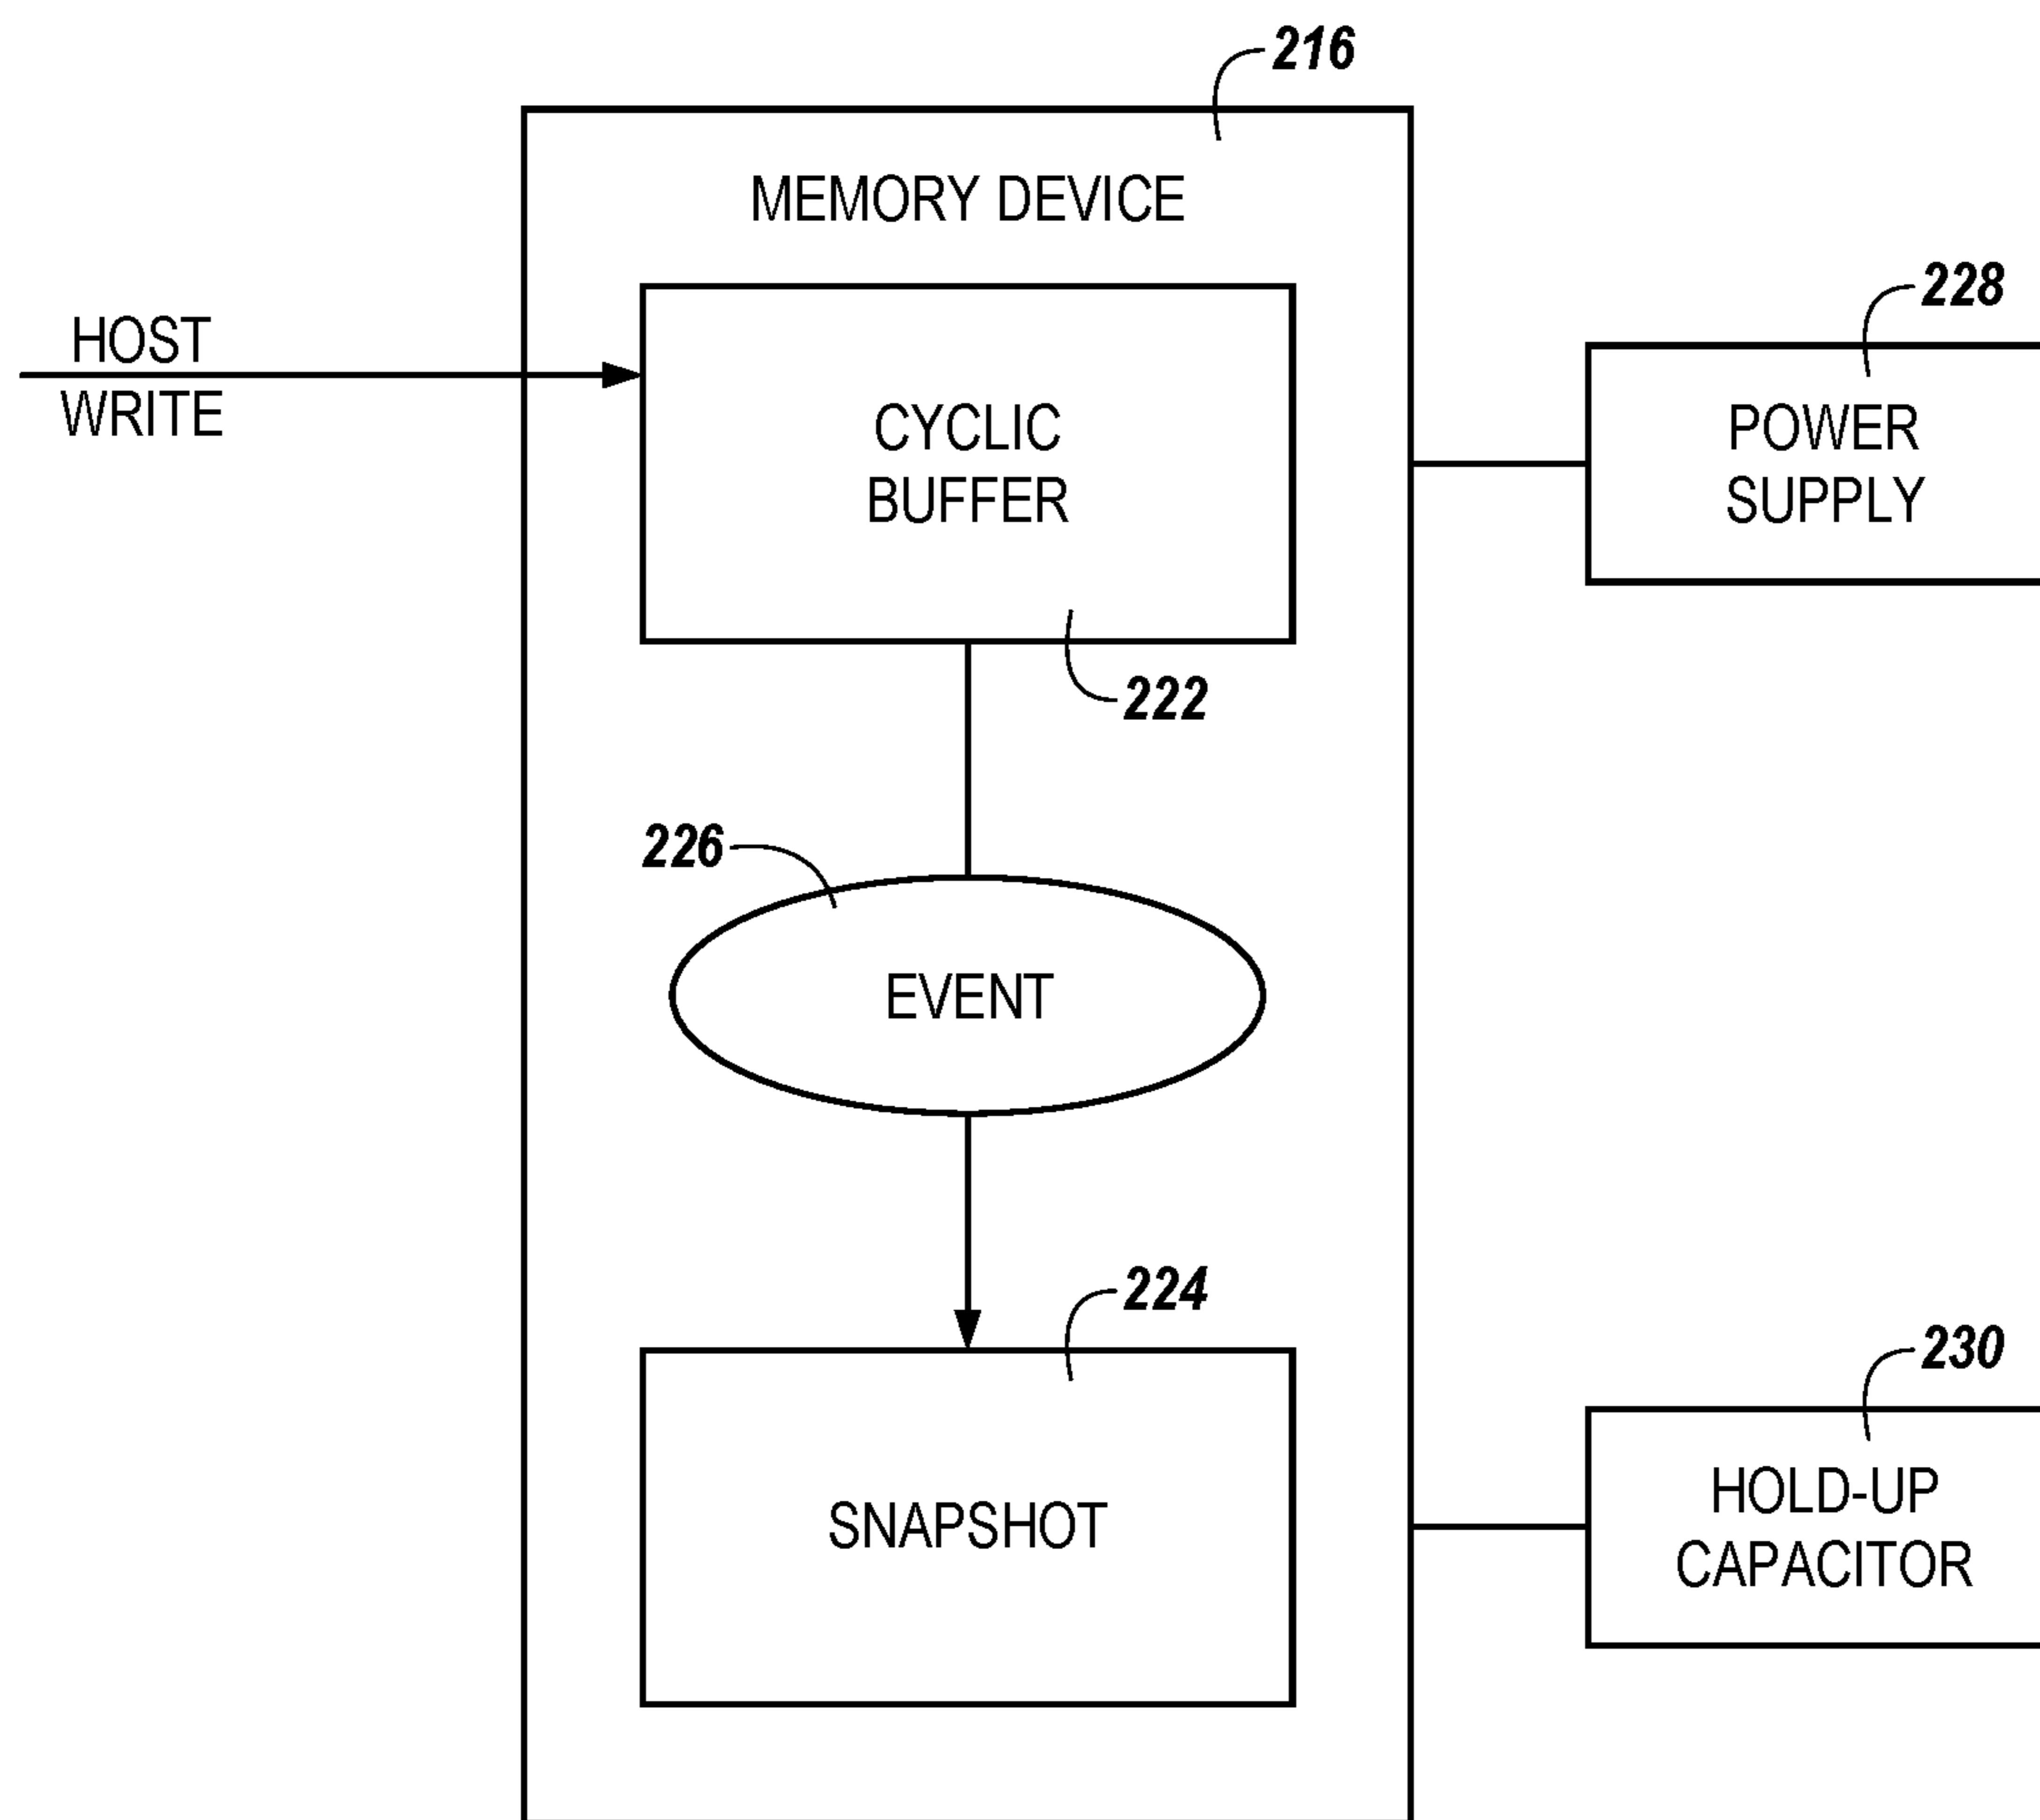 216
MEMORY DEVICE
228
HOST
WRITE
CYCLIC
BUFFER
POWER
SUPPLY
222
226
EVENT
224
230
SNAPSHOT
HOLD-UP
CAPACITOR